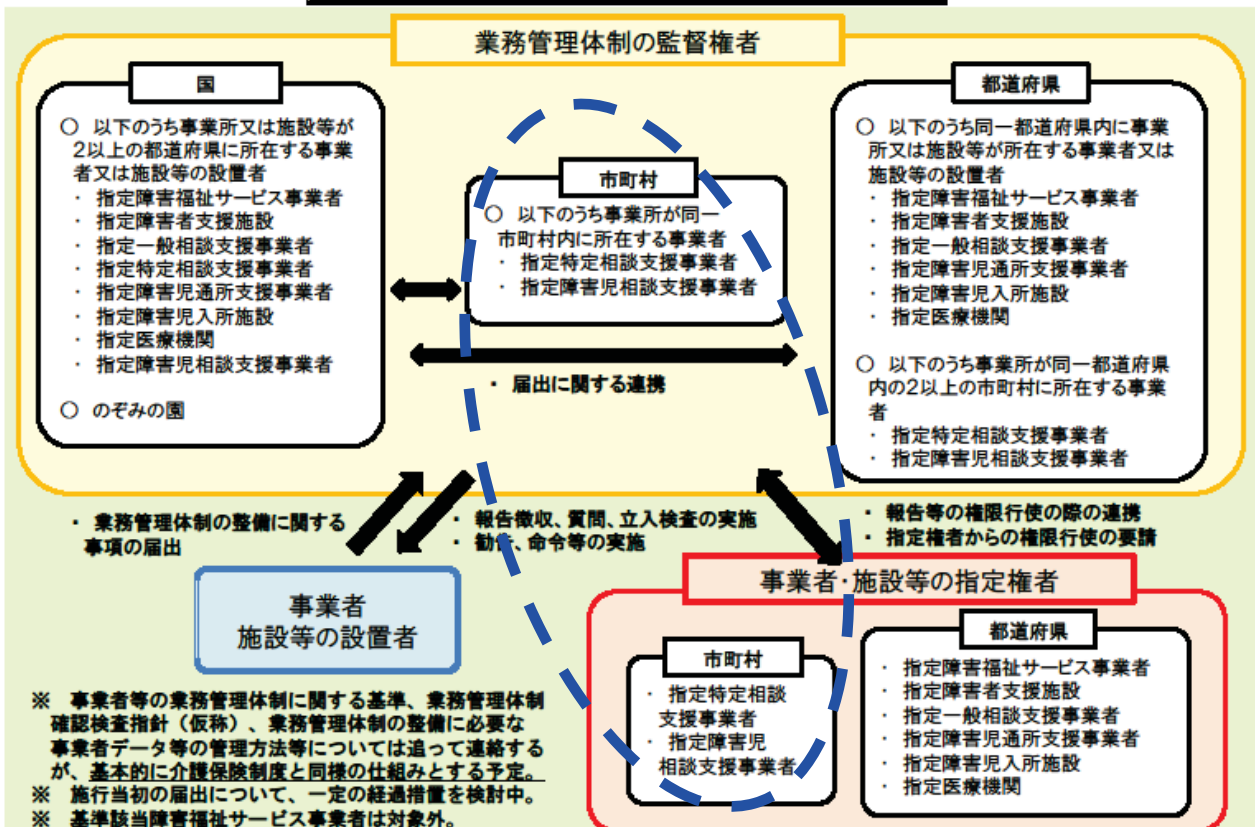 業務管理体制の監督権者
国
○ 以下のうち事業所又は施設等が
2以上の都道府県に所在する事業
者又は施設等の設置者
・ 指定障害福祉サービス事業者
・ 指定障害者支援施設
・ 指定一般相談支援事業者
・ 指定特定相談支援事業者
・ 指定障害児通所支援事業者
・ 指定障害児入所施設
・ 指定医療機関
・ 指定障害児相談支援事業者
○ のぞみの園
市町村
○ 以下のうち事業所が同一
市町村内に所在する事業者
・ 指定特定相談支援事業者
・ 指定障害児相談支援事業者
都道府県
○ 以下のうち同一都道府県内に事業
所又は施設等が所在する事業者又は
施設等の設置者
・ 指定障害福祉サービス事業者
・ 指定障害者支援施設
・ 指定一般相談支援事業者
・ 指定障害児通所支援事業者
・ 指定障害児入所施設
・ 指定医療機関
○ 以下のうち事業所が同一都道府県
内の2以上の市町村に所在する事業
者
・ 指定特定相談支援事業者
・ 指定障害児相談支援事業者
・ 届出に関する連携
・ 業務管理体制の整備に関する
事項の届出
・ 報告徴収、質問、立入検査の実施
・ 勧告、命令等の実施
・ 報告等の権限行使の際の連携
・ 指定権者からの権限行使の要請
事業者
施設等の設置者
事業者・施設等の指定権者
市町村
・ 指定特定相談
支援事業者
・ 指定障害児
相談支援事業者
都道府県
・ 指定障害福祉サービス事業者
・ 指定障害者支援施設
・ 指定一般相談支援事業者
・ 指定障害児通所支援事業者
・ 指定障害児入所施設
・ 指定医療機関
※ 事業者等の業務管理体制に関する基準、業務管理体制
確認検査指針（仮称）、業務管理体制の整備に必要な
事業者データ等の管理方法等については追って連絡する
が、基本的に介護保険制度と同様の仕組みとする予定。
※ 施行当初の届出について、一定の経過措置を検討中。
※ 基準該当障害福祉サービス事業者は対象外。